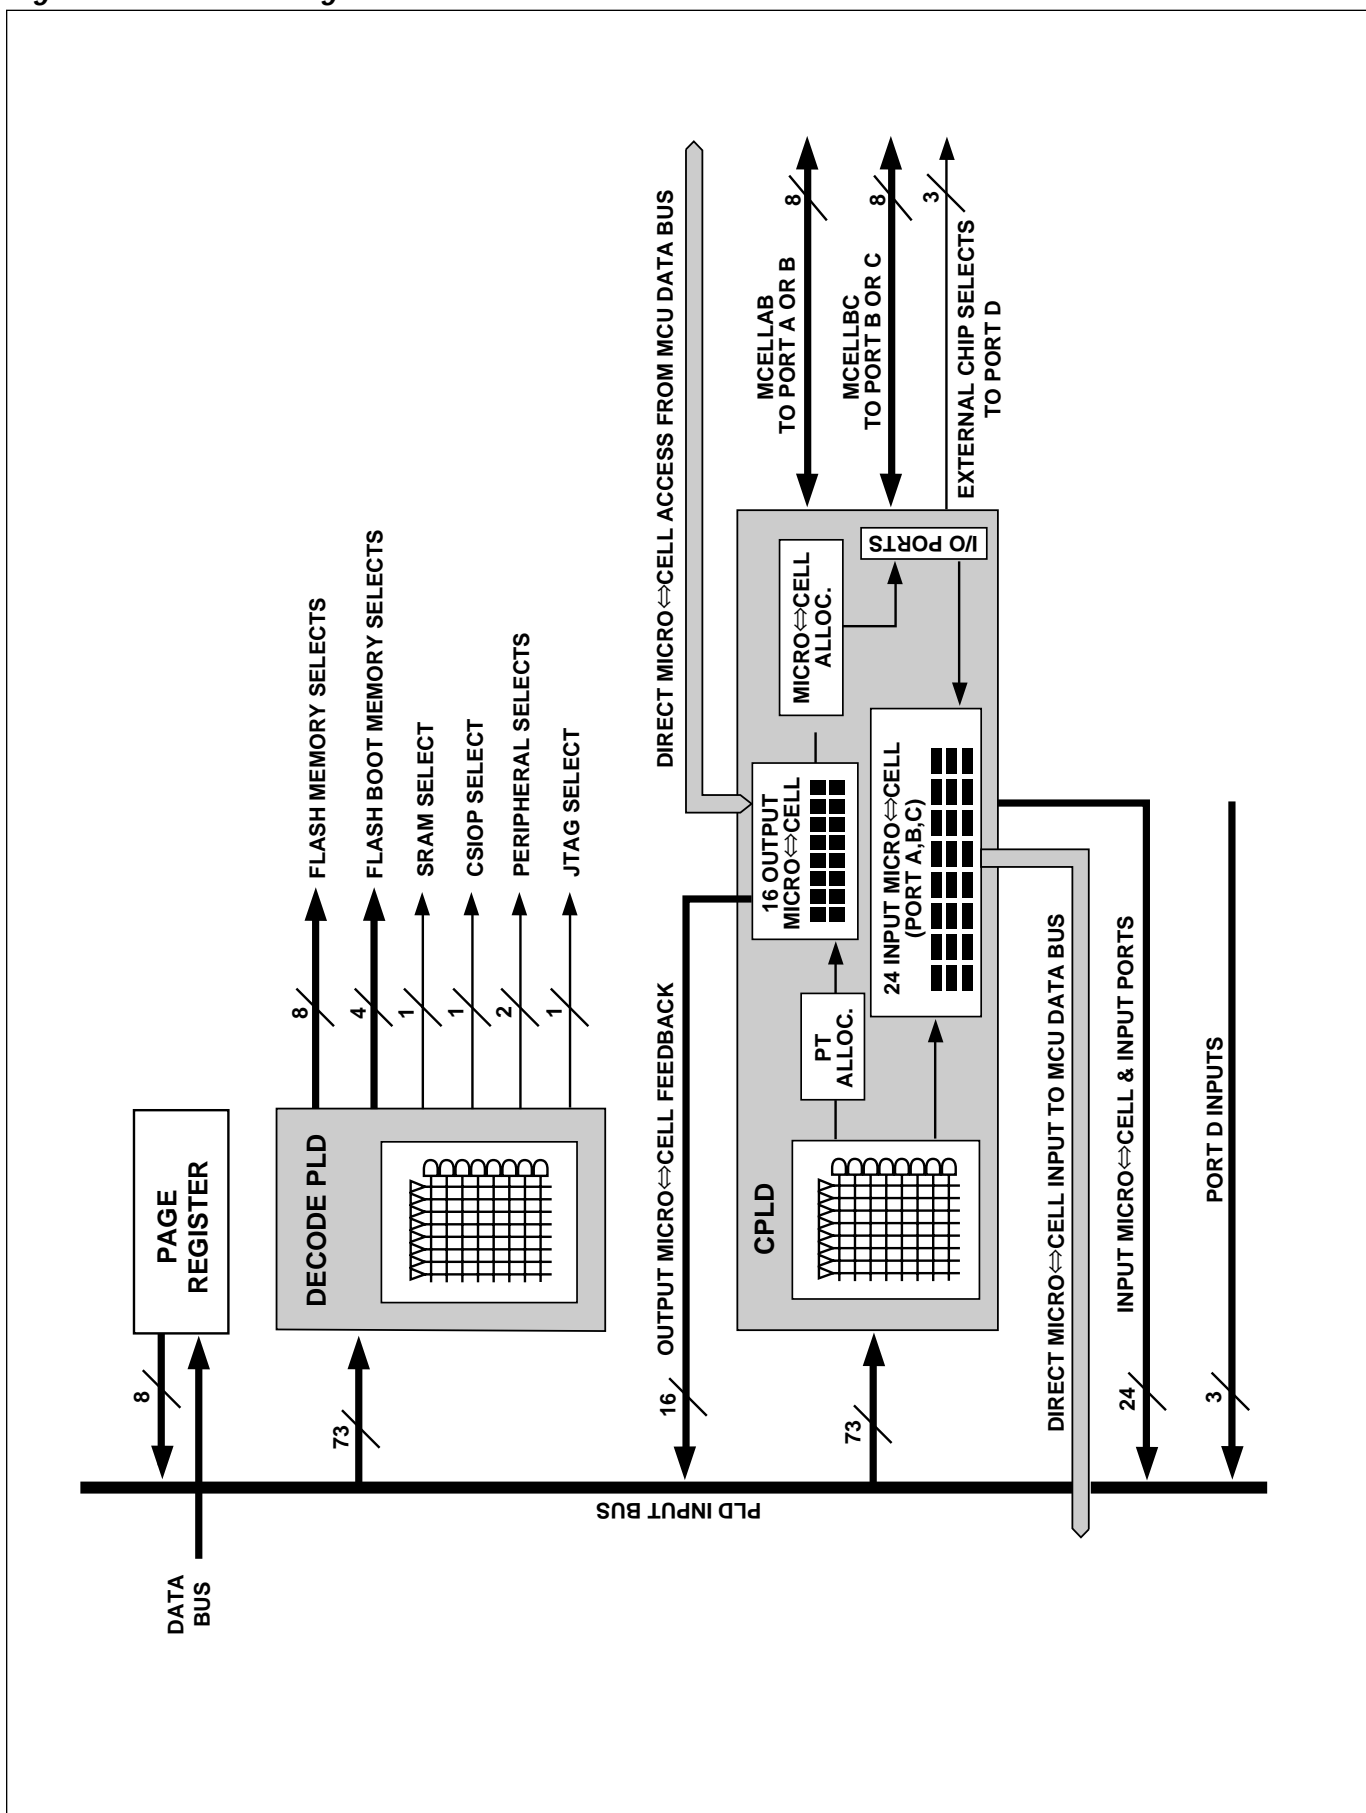 DATA
BUS
8
PAGE
REGISTER
73
DECODE PLD
8
FLASH MEMORY SELECTS
4
FLASH BOOT MEMORY SELECTS
1
SRAM SELECT
1
CSIOP SELECT
2
PERIPHERAL SELECTS
1
JTAG SELECT
PLD INPUT BUS
16
OUTPUT MICRO⇔CELL FEEDBACK
DIRECT MICRO⇔CELL ACCESS FROM MCU DATA BUS
73
CPLD
PT
ALLOC.
16 OUTPUT
MICRO⇔CELL
MICRO⇔CELL
ALLOC.
I/O PORTS
24 INPUT MICRO⇔CELL
(PORT A,B,C)
MCELLAB
TO PORT A OR B
8
MCELLBC
TO PORT B OR C
8
EXTERNAL CHIP SELECTS
TO PORT D
3
DIRECT MICRO⇔CELL INPUT TO MCU DATA BUS
24
INPUT MICRO⇔CELL & INPUT PORTS
3
PORT D INPUTS